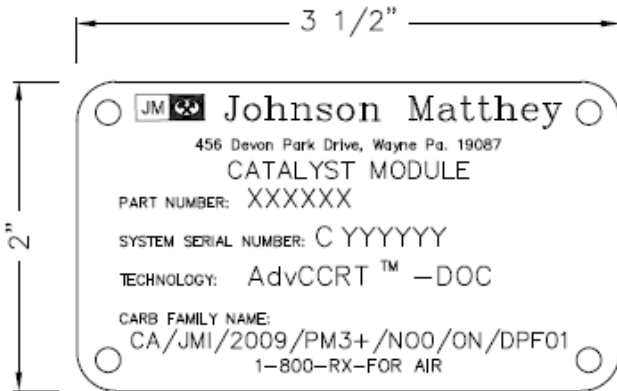 3 1/2"
2"
JM Johnson Matthey
456 Devon Park Drive, Wayne Pa. 19087
CATALYST MODULE
PART NUMBER: XXXXXX
SYSTEM SERIAL NUMBER: C YYYYYY
TECHNOLOGY: AdvCCRT ™ -DOC
CARB FAMILY NAME:
CA/JMI/2009/PM3+/N00/ON/DPF01
1-800-RX-FOR AIR